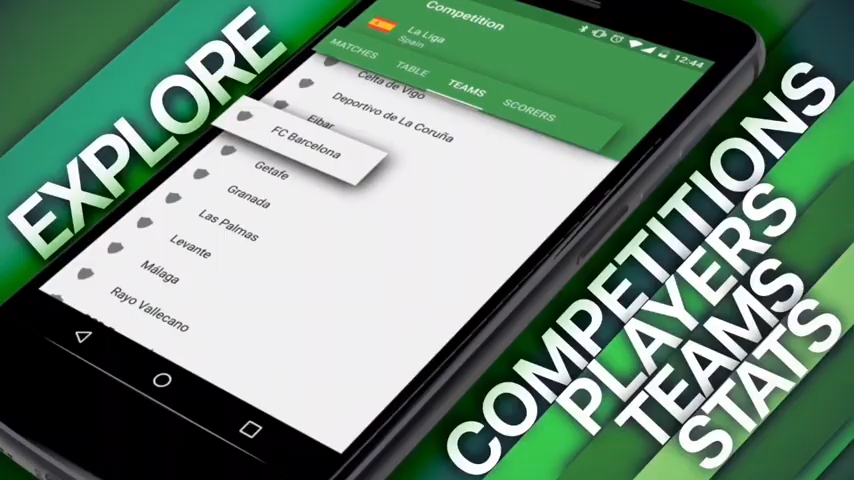 EXPLORE
Competition
12:44
La Liga
Spain
MATCHES TABLE TEAMS SCORERS
Celta de Vigo
Deportivo de La Coruña
Eibar
FC Barcelona
Getafe
Granada
Las Palmas
Levante
Málaga
Rayo Vallecano
COMPETITIONS
PLAYERS
TEAMS
STATS